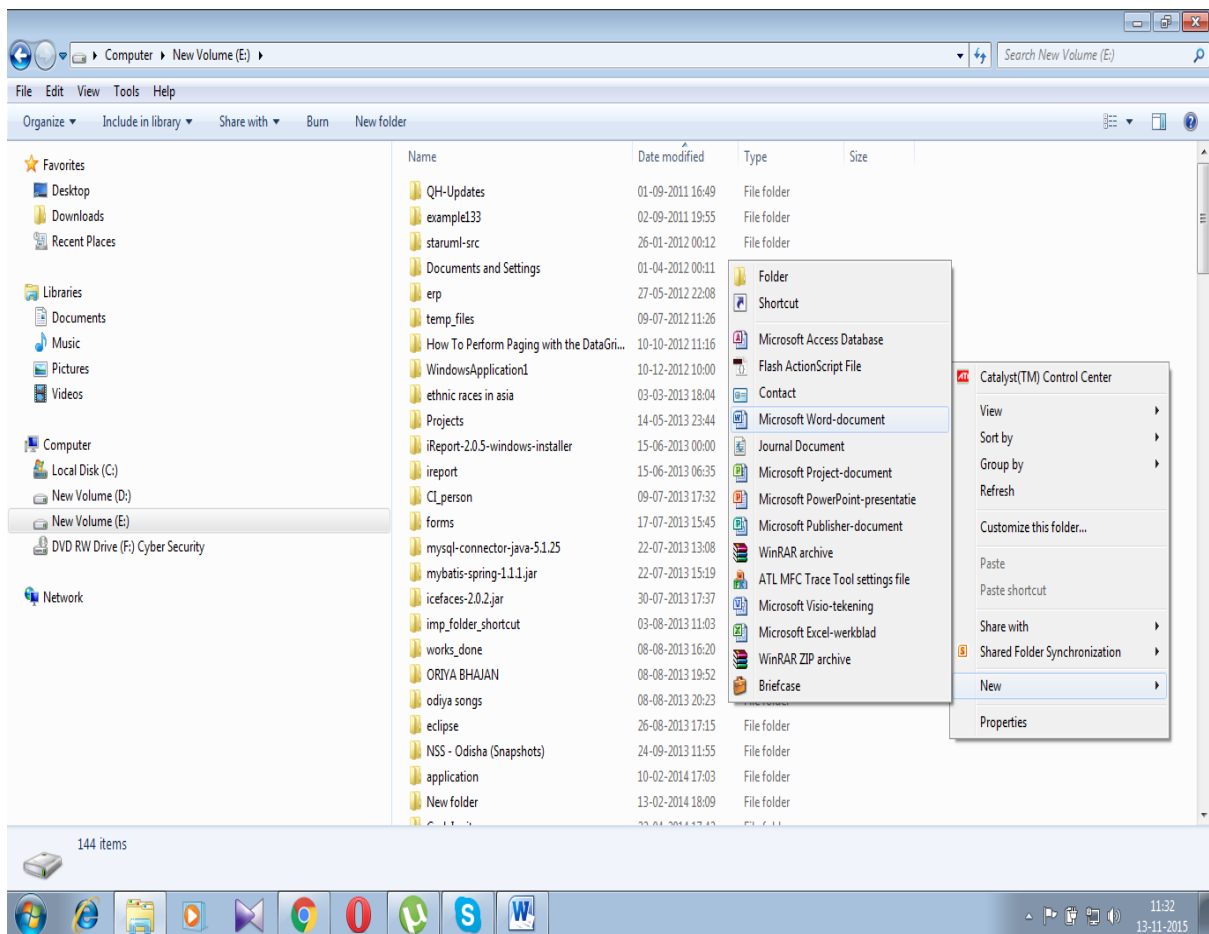 Computer New Volume (E:)
Search New Volume (E:)
File Edit View Tools Help
Organize Include in library Share with Burn New folder
Favorites
Desktop
Downloads
Recent Places
Libraries
Documents
Music
Pictures
Videos
Computer
Local Disk (C:)
New Volume (D:)
New Volume (E:)
DVD RW Drive (F:) Cyber Security
Network
Name Date modified Type Size
QH-Updates 01-09-2011 16:49 File folder
example133 02-09-2011 19:55 File folder
staruml-src 26-01-2012 00:12 File folder
Documents and Settings 01-04-2012 00:11
erp 27-05-2012 22:08
temp_files 09-07-2012 11:26
How To Perform Paging with the DataGri... 10-10-2012 11:16
WindowsApplication1 10-12-2012 10:00
ethnic races in asia 03-03-2013 18:04
Projects 14-05-2013 23:44
iReport-2.0.5-windows-installer 15-06-2013 00:00
ireport 15-06-2013 06:35
CI_person 09-07-2013 17:32
forms 17-07-2013 15:45
mysql-connector-java-5.1.25 22-07-2013 13:08
mybatis-spring-1.1.1.jar 22-07-2013 15:19
icefaces-2.0.2.jar 30-07-2013 17:37
imp_folder_shortcut 03-08-2013 11:03
works_done 08-08-2013 16:20
ORIYA BHAJAN 08-08-2013 19:52
odiya songs 08-08-2013 20:23
eclipse 26-08-2013 17:15 File folder
NSS - Odisha (Snapshots) 24-09-2013 11:55 File folder
application 10-02-2014 17:03 File folder
New folder 13-02-2014 18:09 File folder
Folder
Shortcut
Microsoft Access Database
Flash ActionScript File
Contact
Microsoft Word-document
Journal Document
Microsoft Project-document
Microsoft PowerPoint-presentatie
Microsoft Publisher-document
WinRAR archive
ATL MFC Trace Tool settings file
Microsoft Visio-tekening
Microsoft Excel-werkblad
WinRAR ZIP archive
Briefcase
Catalyst(TM) Control Center
View
Sort by
Group by
Refresh
Customize this folder...
Paste
Paste shortcut
Share with
Shared Folder Synchronization
New
Properties
144 items
11:32
13-11-2015